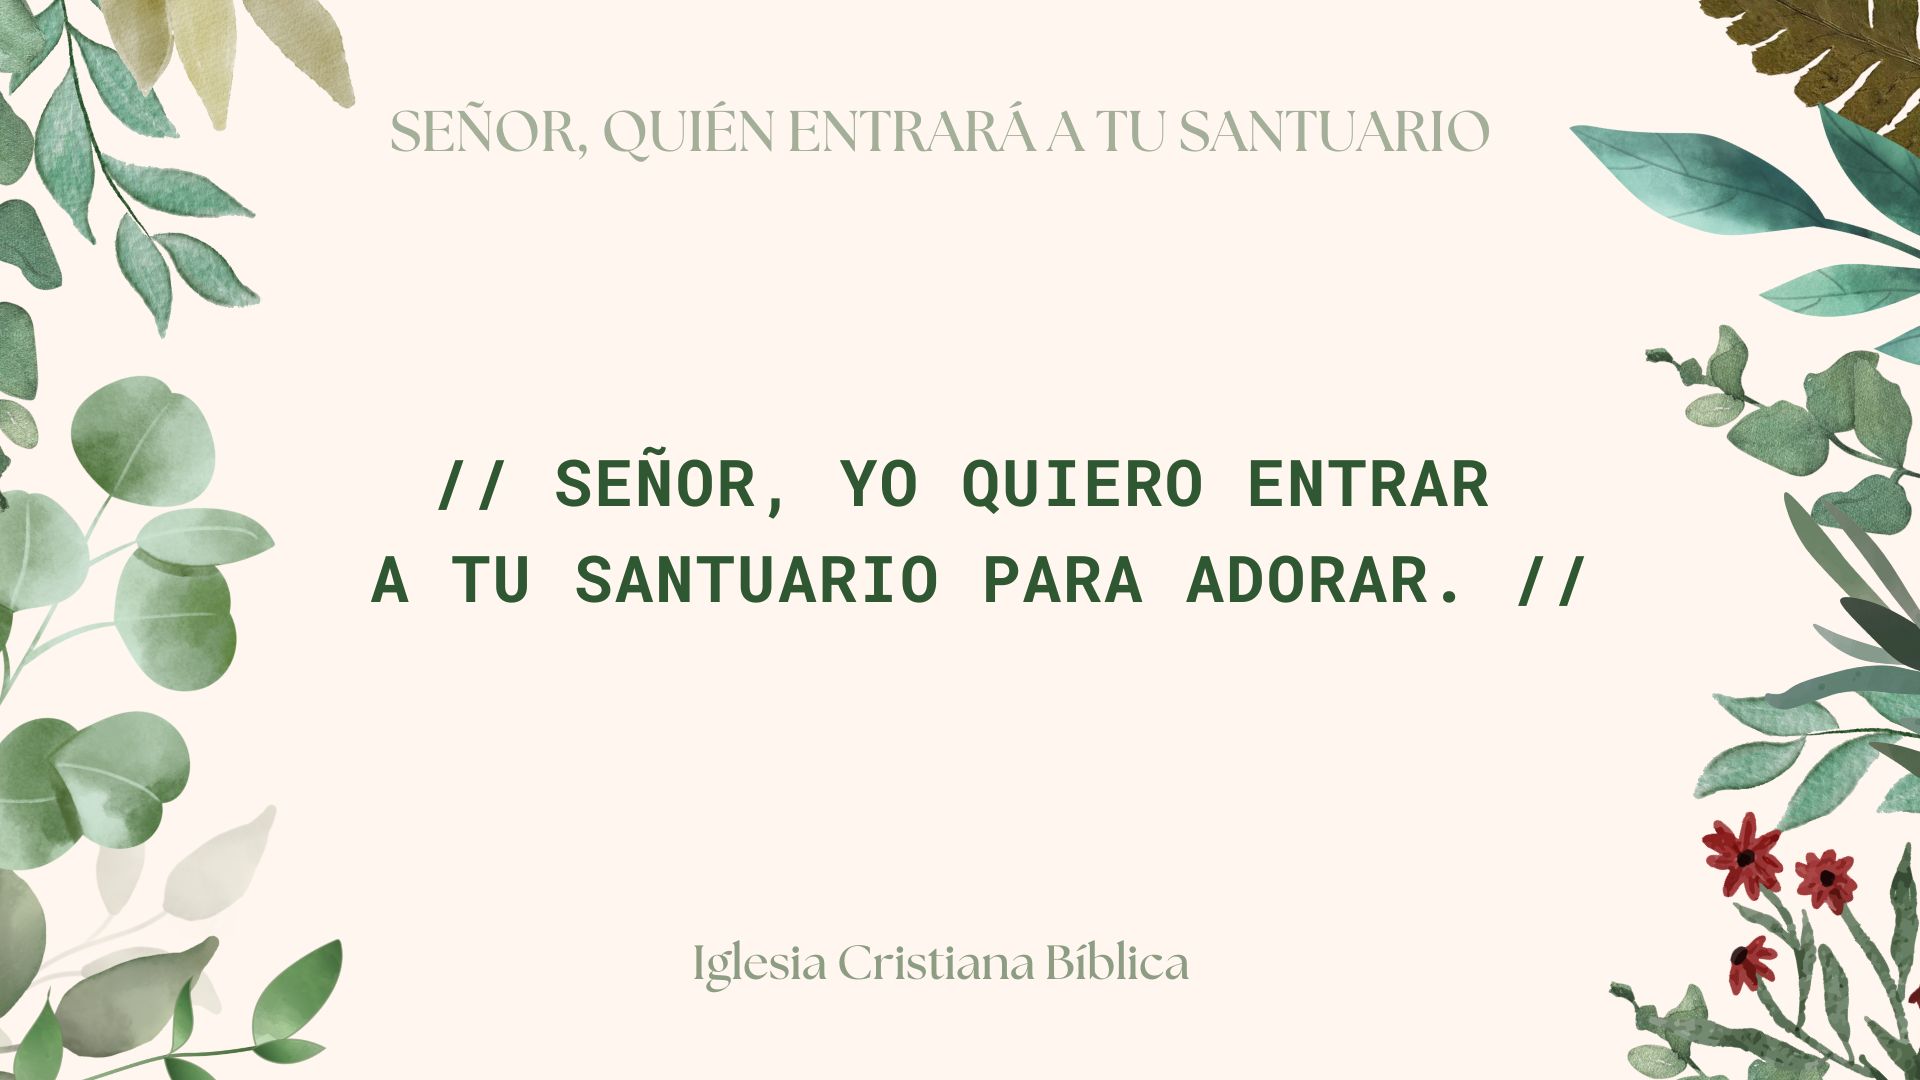 SEÑOR, QUIÉN ENTRARÁ A TU SANTUARIO
// SEÑOR, YO QUIERO ENTRAR
A TU SANTUARIO PARA ADORAR. //
Iglesia Cristiana Bíblica